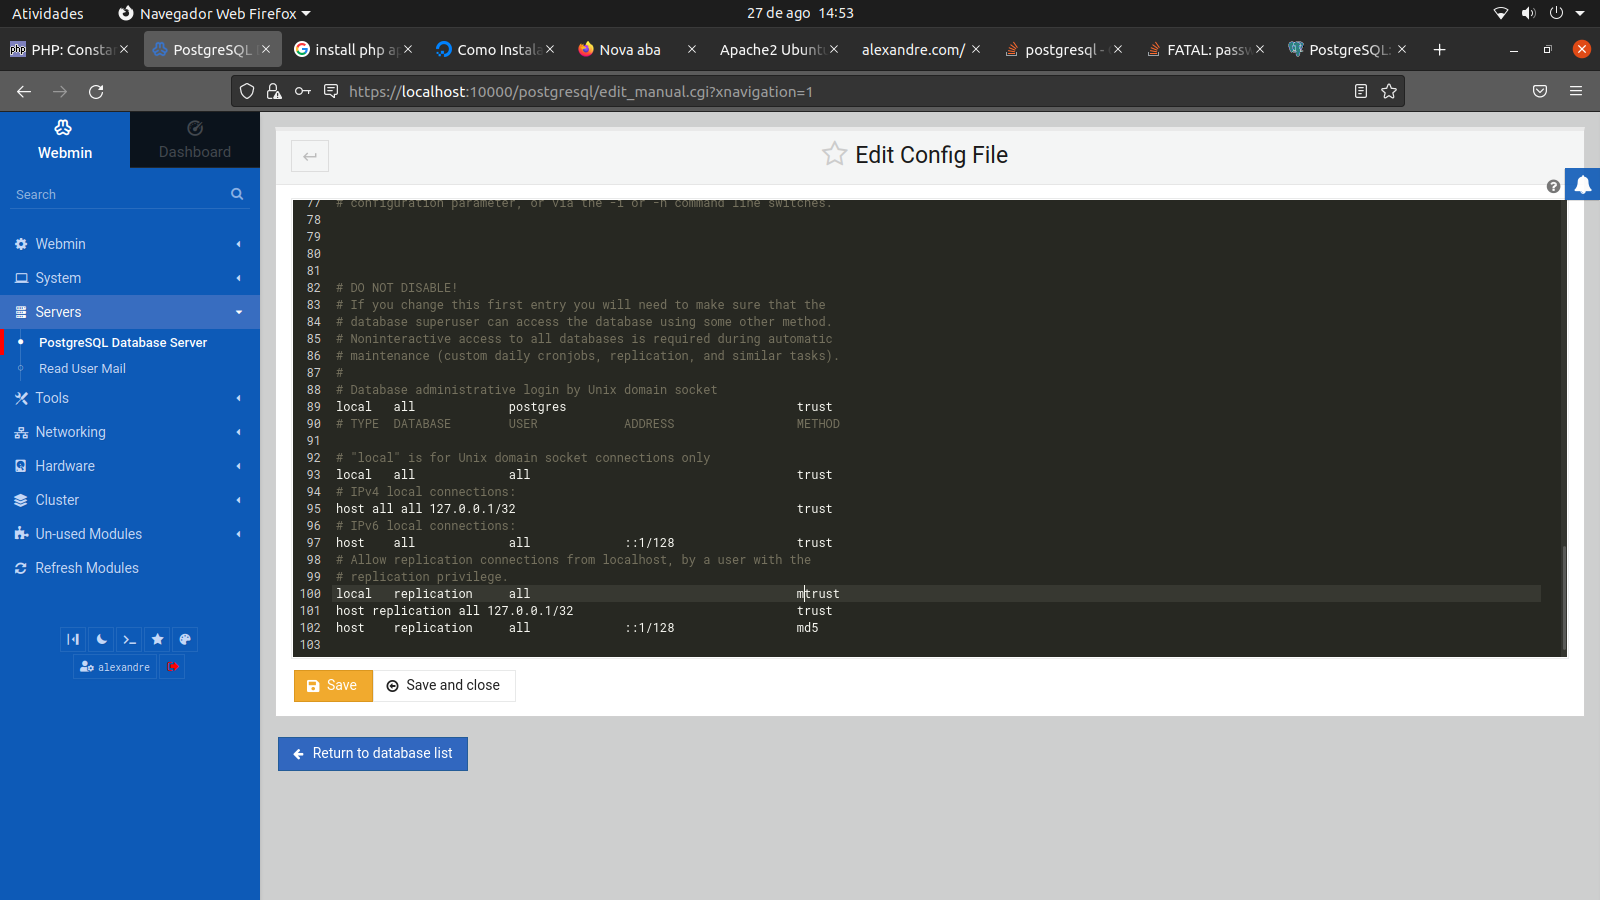 Atividades
Navegador Web Firefox
27 de ago 14:53
PHP: Constan
PostgreSQL
install php ap
Como Instala
Nova aba
Apache2 Ubuntu
alexandre.com/
postgresql -
FATAL: passw
PostgreSQL:
https://localhost:10000/postgresql/edit_manual.cgi?xnavigation=1
Webmin
Dashboard
Search
Webmin
System
Servers
PostgreSQL Database Server
Read User Mail
Tools
Networking
Hardware
Cluster
Un-used Modules
Refresh Modules
alexandre
Edit Config File
77 # configuration parameter, or via the -i or -h command line switches.
78
79
80
81
82 # DO NOT DISABLE!
83 # If you change this first entry you will need to make sure that the
84 # database superuser can access the database using some other method.
85 # Noninteractive access to all databases is required during automatic
86 # maintenance (custom daily cronjobs, replication, and similar tasks).
87 #
88 # Database administrative login by Unix domain socket
89 local all postgres trust
90 # TYPE DATABASE USER ADDRESS METHOD
91
92 # "local" is for Unix domain socket connections only
93 local all all trust
94 # IPv4 local connections:
95 host all all 127.0.0.1/32 trust
96 # IPv6 local connections:
97 host all all ::1/128 trust
98 # Allow replication connections from localhost, by a user with the
99 # replication privilege.
100 local replication all mtrust
101 host replication all 127.0.0.1/32 trust
102 host replication all ::1/128 md5
103
Save
Save and close
Return to database list